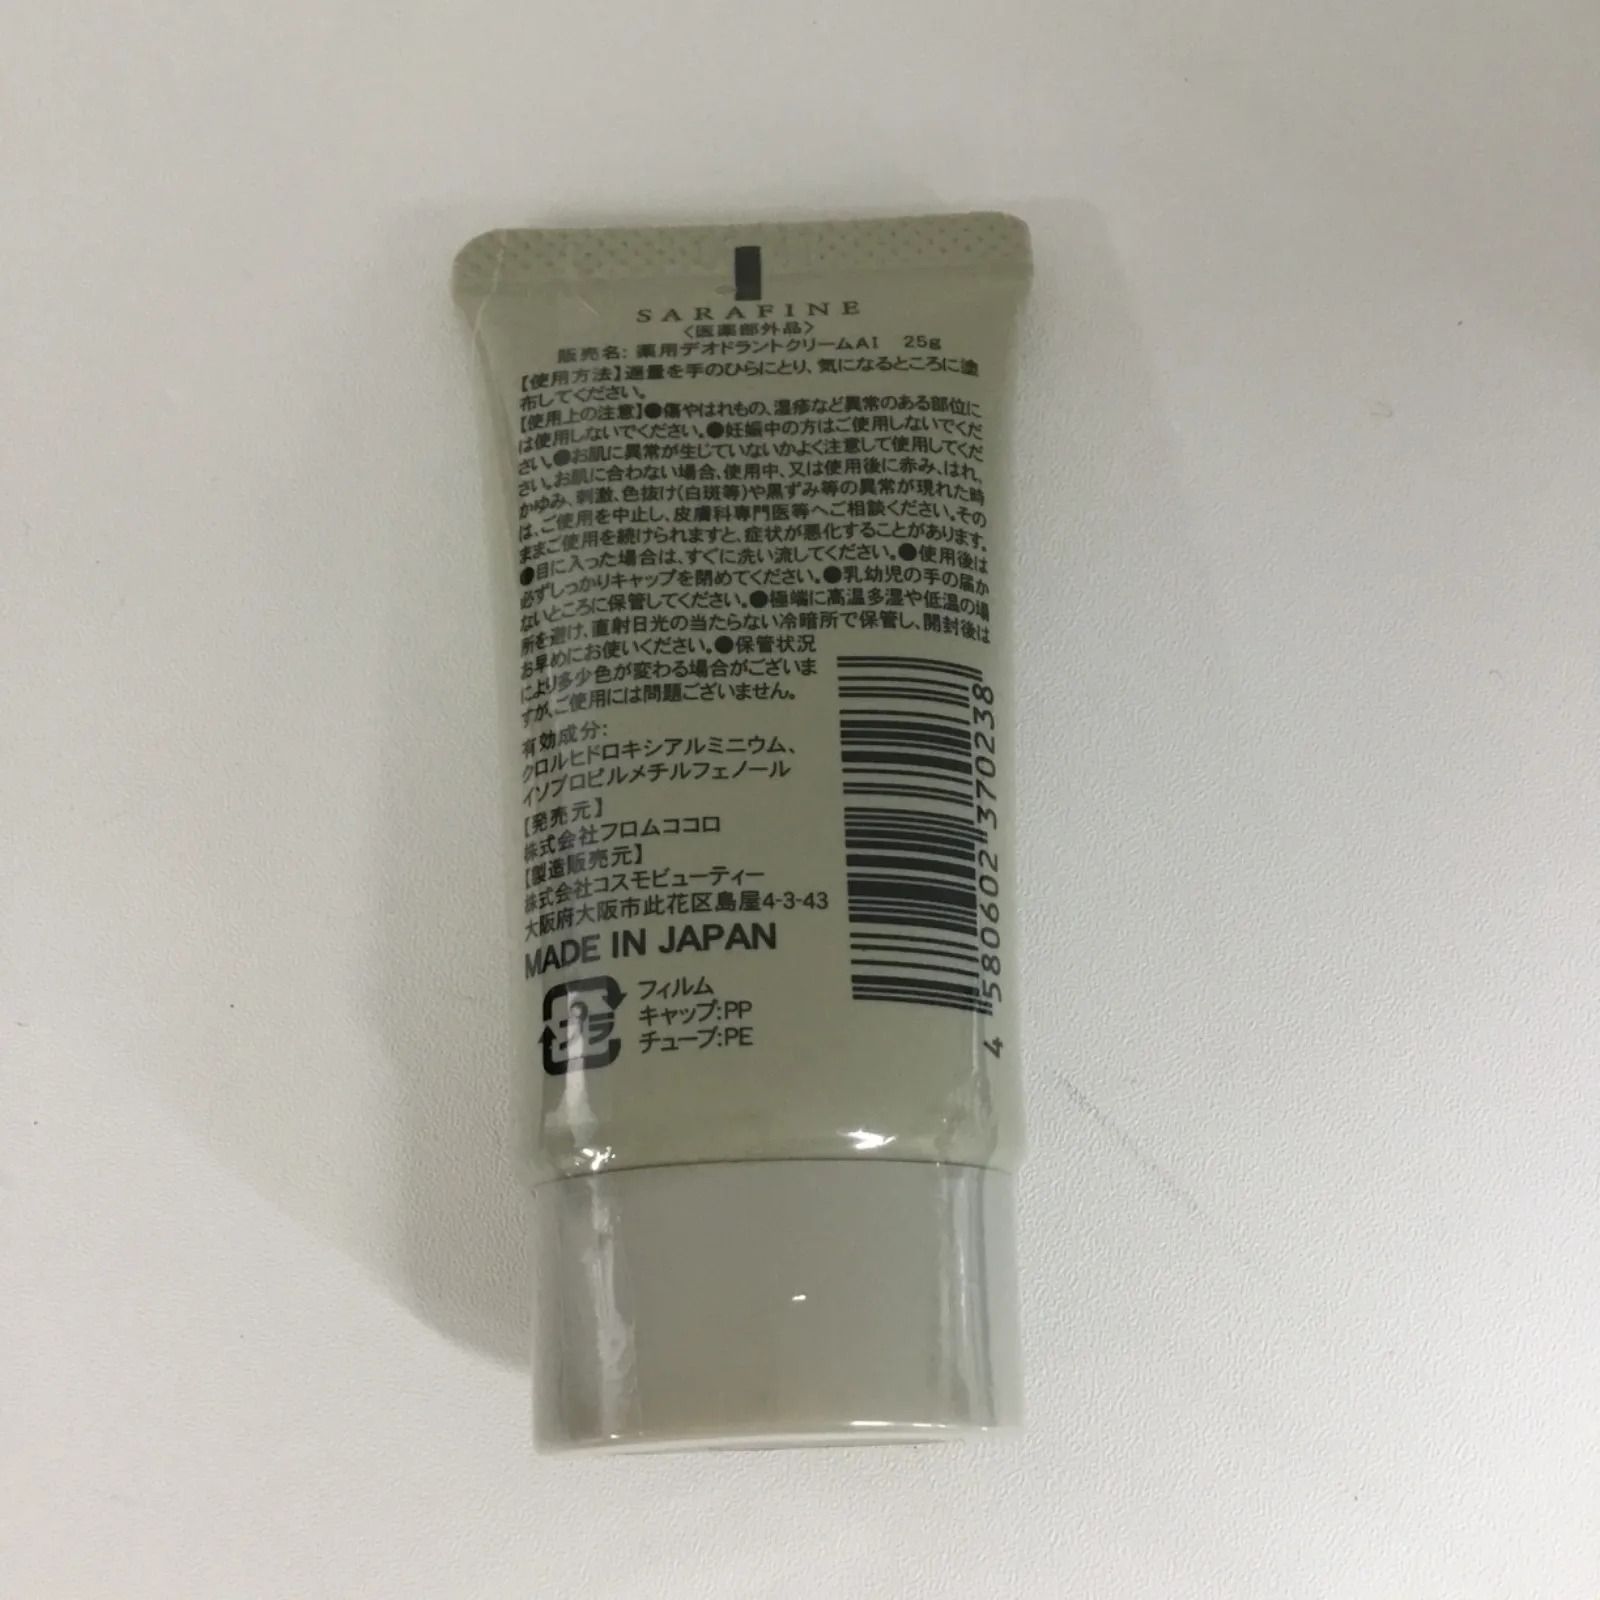 SARAFINE
〈医薬部外品〉
販売名: 薬用デオドラントクリームAI 25g
【使用方法】適量を手のひらにとり、気になるところに塗
布してください。
【使用上の注意】●傷やはれもの、湿疹など異常のある部位に
は使用しないでください。●妊娠中の方はご使用しないでくだ
さい。●お肌に異常が生じていないかよく注意して使用してくだ
さい。お肌に合わない場合、使用中、又は使用後に赤み、はれ、
かゆみ、刺激、色抜け(白斑等)や黒ずみ等の異常が現れた時
は、ご使用を中止し、皮膚科専門医等へご相談ください。その
ままご使用を続けられますと、症状が悪化することがあります。
●目に入った場合は、すぐに洗い流してください。●使用後は
必ずしっかりキャップを閉めてください。●乳幼児の手の届か
ないところに保管してください。●極端に高温多湿や低温の場
所を避け、直射日光の当たらない冷暗所で保管し、開封後は
お早めにお使いください。●保管状況
により多少色が変わる場合がございま
すが、ご使用には問題ございません。
有効成分:
クロルヒドロキシアルミニウム、
イソプロピルメチルフェノール
【発売元】
株式会社フロムココロ
【製造販売元】
株式会社コスモビューティー
大阪府大阪市此花区島屋4-3-43
MADE IN JAPAN
プラ
フィルム
キャップ:PP
チューブ:PE
4 580602 370238